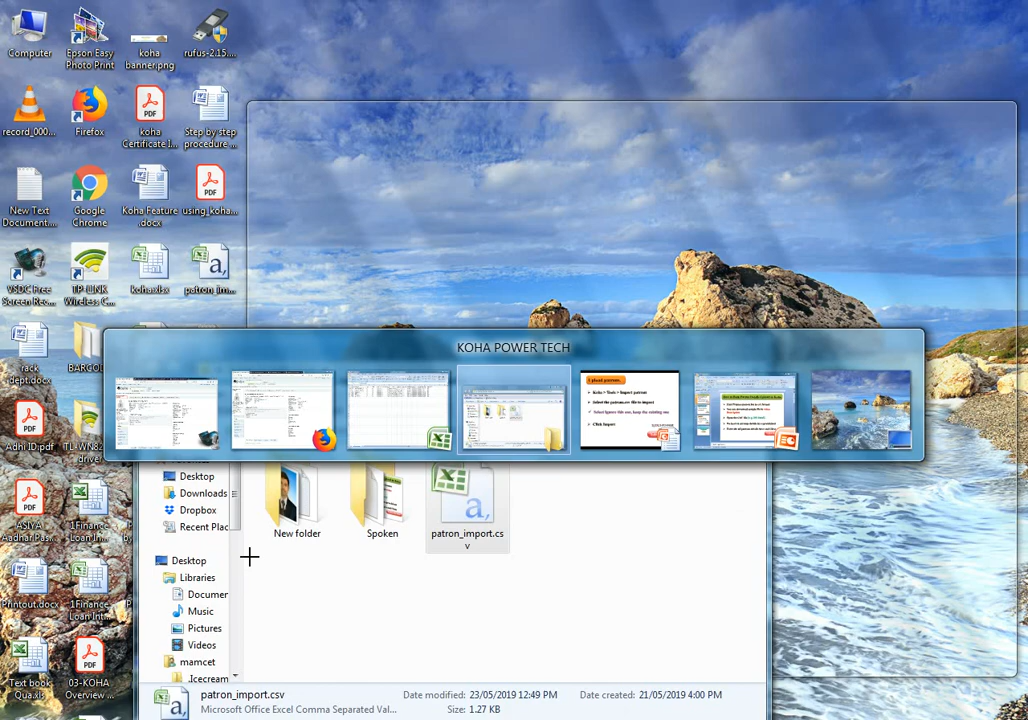 Computer
Epson Easy
Photo Print
koha
banner.png
rufus-2.15....
record_000...
Firefox
koha
Certificate I...
Step by step
procedure ...
New Text
Document....
Google
Chrome
Koha Feature
.docx
using_koha...
VSDC Free
Screen Rec...
TP-LINK
Wireless C...
koha.xlsx
patron_im...
rack
dept.docx
BARGO
KOHA POWER TECH
Upload patrons
Koha > Tools > Import patrons
Select the patrons.csv file to import
Click Import
Adhi ID.pdf
TL-WN82
drive
ASIYA
Aadhar Pas...
1Finance
Loan Int...
Printout.docx
1Finance
Loan Int...
Text book
Qua.xls
03-KOHA
Overview ...
Desktop
Downloads
Dropbox
Recent Plac
Desktop
Libraries
Documer
Music
Pictures
Videos
mamcet
.Icecream
New folder
Spoken
patron_import.cs
v
patron_import.csv
Microsoft Office Excel Comma Separated Val...
Date modified: 23/05/2019 12:49 PM
Size: 1.27 KB
Date created: 21/05/2019 4:00 PM